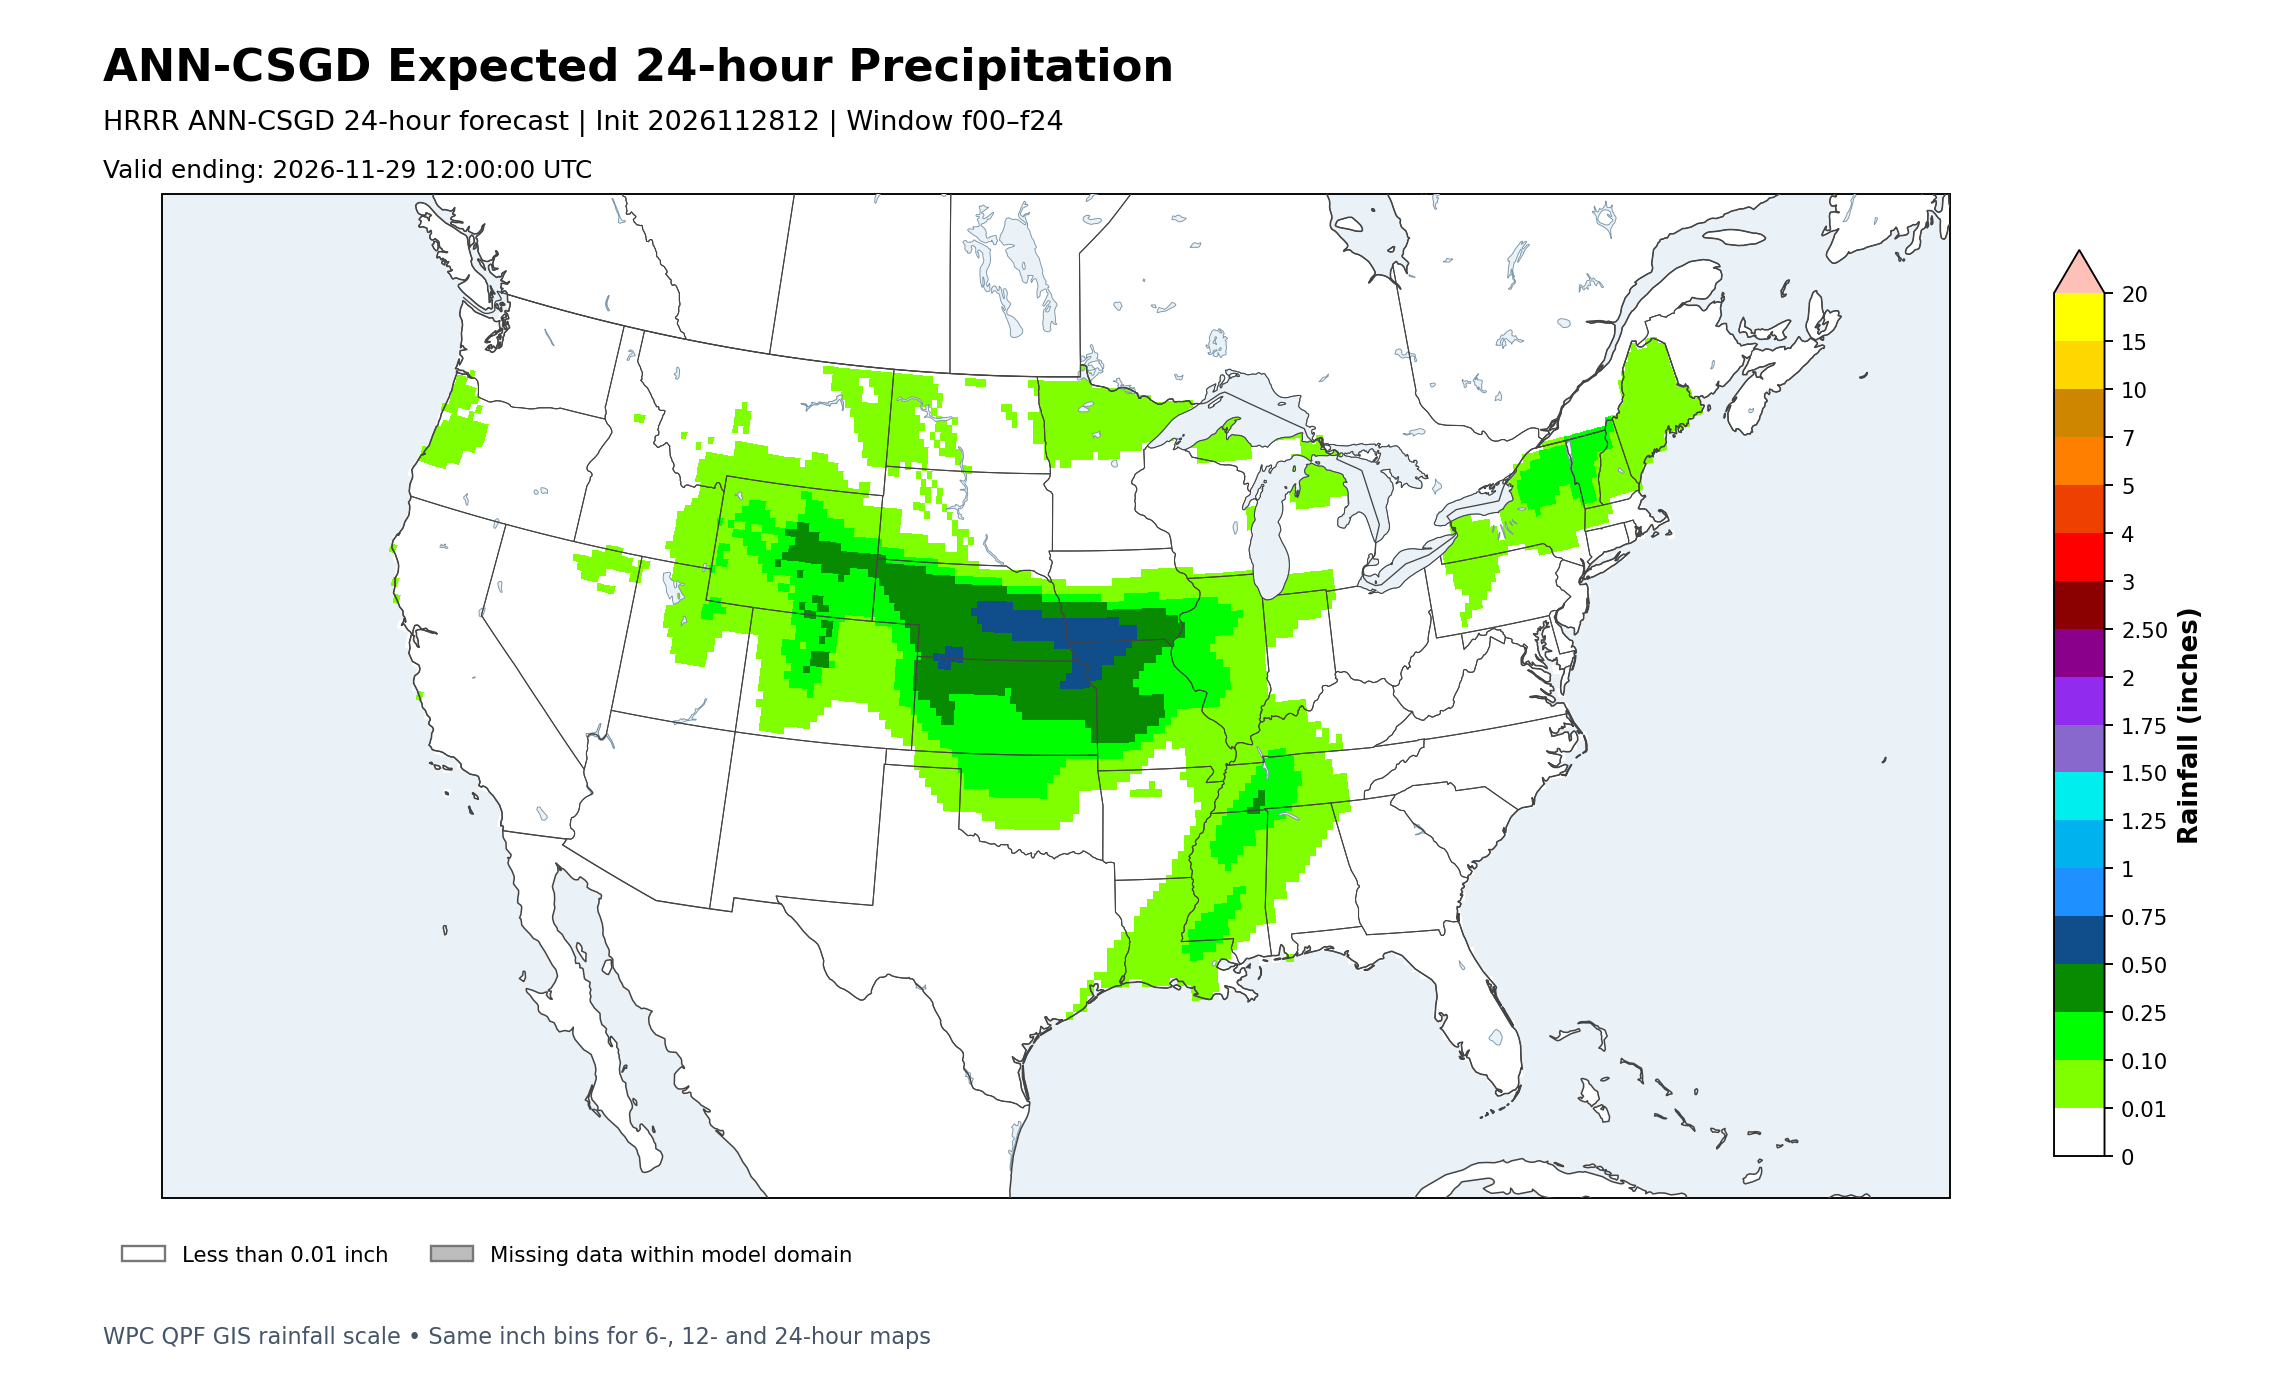 ANN-CSGD Expected 24-hour Precipitation
HRRR ANN-CSGD 24-hour forecast | Init 2026112812 | Window f00–f24
Valid ending: 2026-11-29 12:00:00 UTC
20
15
10
7
5
4
3
2.50
2
1.75
1.50
1.25
1
0.75
0.50
0.25
0.10
0.01
0
Rainfall (inches)
Less than 0.01 inch
Missing data within model domain
WPC QPF GIS rainfall scale • Same inch bins for 6-, 12- and 24-hour maps